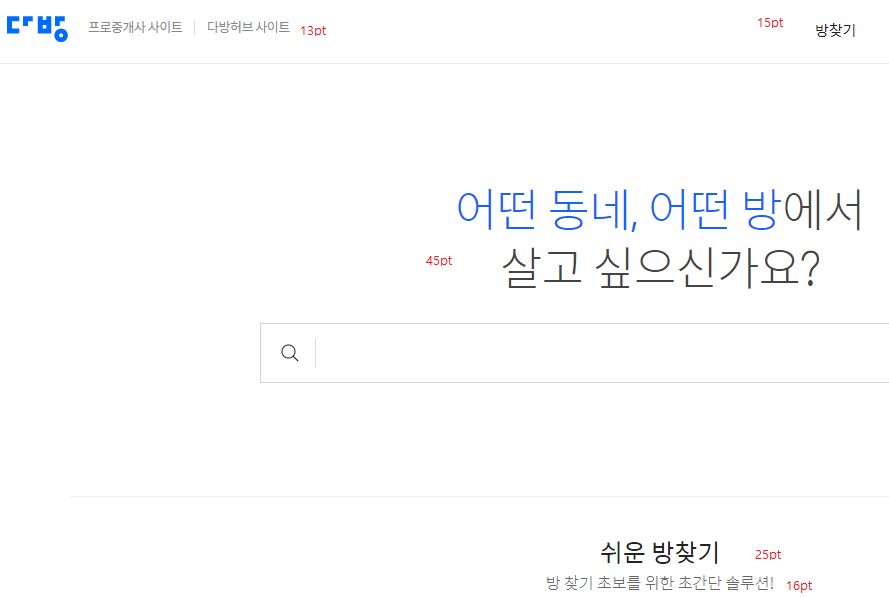 다방 프로중개사 사이트 다방허브 사이트 13pt 15pt 방찾기
어떤 동네, 어떤 방에서
45pt 살고 싶으신가요?
쉬운 방찾기 25pt
방 찾기 초보를 위한 초간단 솔루션! 16pt